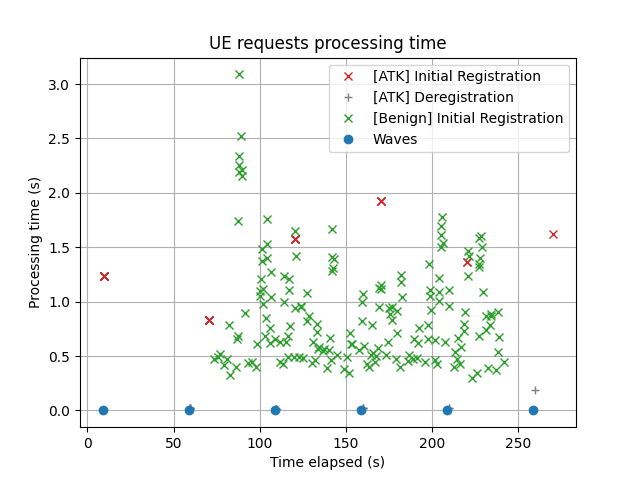 UE requests processing time
[ATK] Initial Registration
[ATK] Deregistration
[Benign] Initial Registration
Waves
Processing time (s)
3.0
2.5
2.0
1.5
1.0
0.5
0.0
0 50 100 150 200 250
Time elapsed (s)